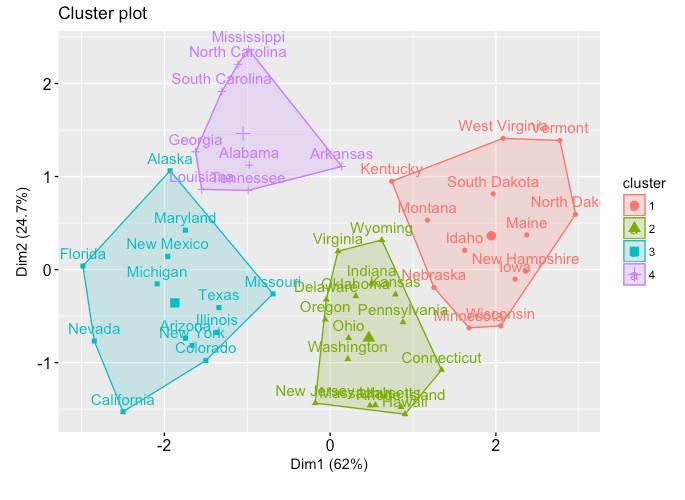 Cluster plot
Mississippi
North Carolina
South Carolina
Georgia
Alabama
Arkansas
Louisiana
Tennessee
Alaska
Maryland
Florida
New Mexico
Michigan
Missouri
Texas
Nevada
Arizona
Illinois
New York
Colorado
California
West Virginia
Vermont
Kentucky
South Dakota
North Dako
Montana
Maine
Idaho
New Hampshire
Iowa
Nebraska
Minnesota
Wisconsin
Wyoming
Virginia
Indiana
Oklahoma
Kansas
Delaware
Oregon
Pennsylvania
Ohio
Washington
Connecticut
New Jersey
Island
Hawaii
2
1
0
-1
-2
0
2
Dim1 (62%)
Dim2 (24.7%)
cluster
1
2
3
4